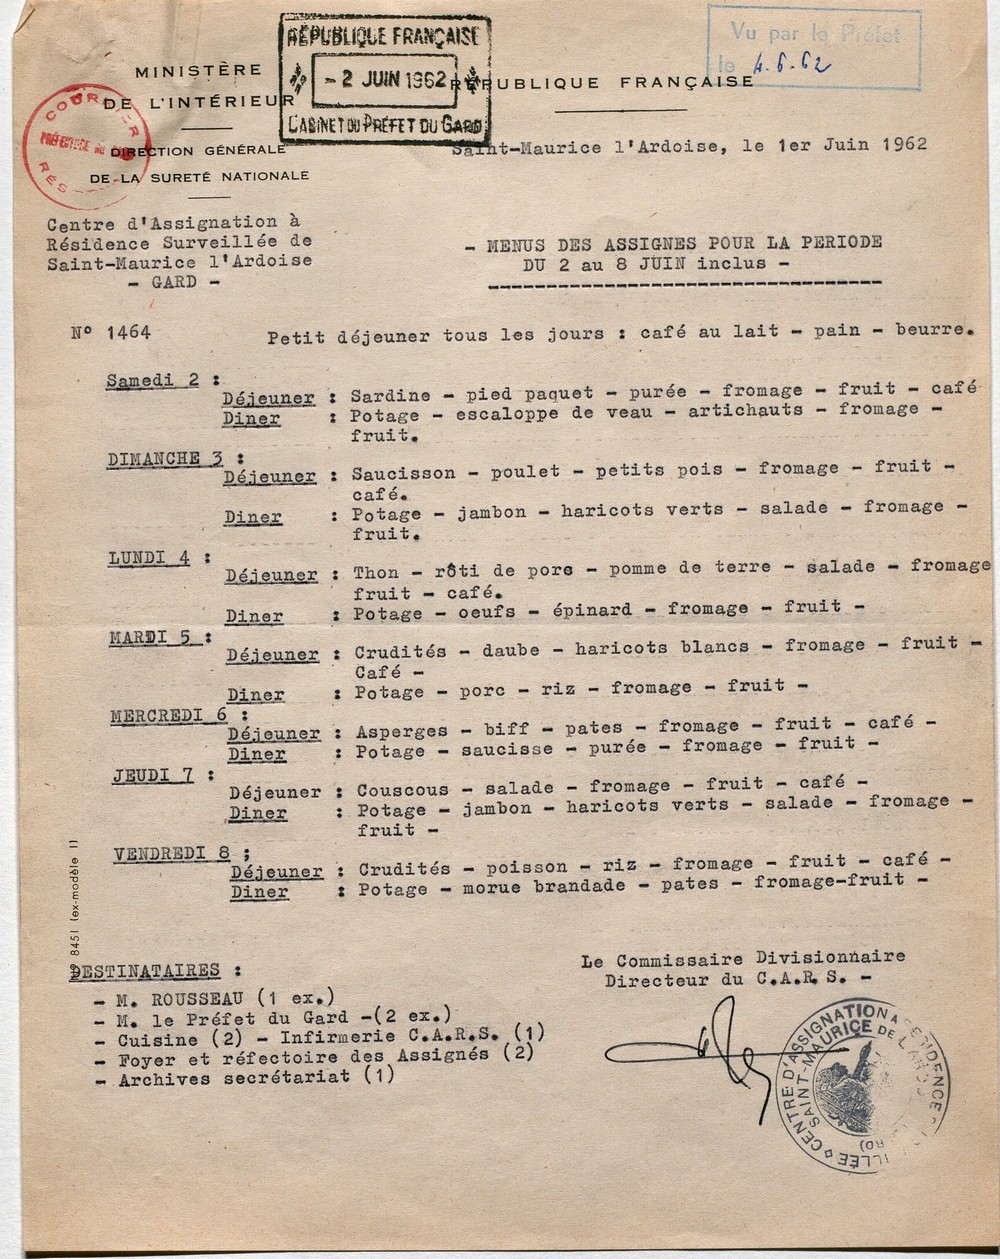 RÉPUBLIQUE FRANÇAISE
- 2 JUIN 1962
CABINET DU PRÉFET DU GARD
Vu par le Préfet
le 4.6.62
MINISTÈRE
DE L'INTÉRIEUR
RÉPUBLIQUE FRANÇAISE
COURRIER
PRÉFECTURE DU GARD
DIRECTION GÉNÉRALE
DE LA SURETÉ NATIONALE
Saint-Maurice l'Ardoise, le 1er Juin 1962
Centre d'Assignation à
Résidence Surveillée de
Saint-Maurice l'Ardoise
- GARD -
- MENUS DES ASSIGNES POUR LA PERIODE
DU 2 au 8 JUIN inclus -
N° 1464
Petit déjeuner tous les jours : café au lait - pain - beurre.
Samedi 2 :
Déjeuner : Sardine - pied paquet - purée - fromage - fruit - café
Diner : Potage - escaloppe de veau - artichauts - fromage -
fruit.
DIMANCHE 3 :
Déjeuner : Saucisson - poulet - petits pois - fromage - fruit -
café.
Diner : Potage - jambon - haricots verts - salade - fromage -
fruit.
LUNDI 4 :
Déjeuner : Thon - rôti de porc - pomme de terre - salade - fromage
fruit - café.
Diner : Potage - oeufs - épinard - fromage - fruit -
MARDI 5 :
Déjeuner : Crudités - daube - haricots blancs - fromage - fruit -
Café -
Diner : Potage - porc - riz - fromage - fruit -
MERCREDI 6 :
Déjeuner : Asperges - biff - pates - fromage - fruit - café -
Diner : Potage - saucisse - purée - fromage - fruit -
JEUDI 7 :
Déjeuner : Couscous - salade - fromage - fruit - café -
Diner : Potage - jambon - haricots verts - salade - fromage -
fruit -
VENDREDI 8 ;
Déjeuner : Crudités - poisson - riz - fromage - fruit - café -
Diner : Potage - morue brandade - pates - fromage-fruit -
8451 (ex-modèle 1)
DESTINATAIRES :
- M. ROUSSEAU (1 ex.)
- M. le Préfet du Gard -(2 ex.)
- Cuisine (2) - Infirmerie C.A.R.S. (1)
- Foyer et réfectoire des Assignés (2)
- Archives secrétariat (1)
Le Commissaire Divisionnaire
Directeur du C.A.R.S. -
CENTRE D'ASSIGNATION A RÉSIDENCE
SAINT-MAURICE DE L'ARDOISE